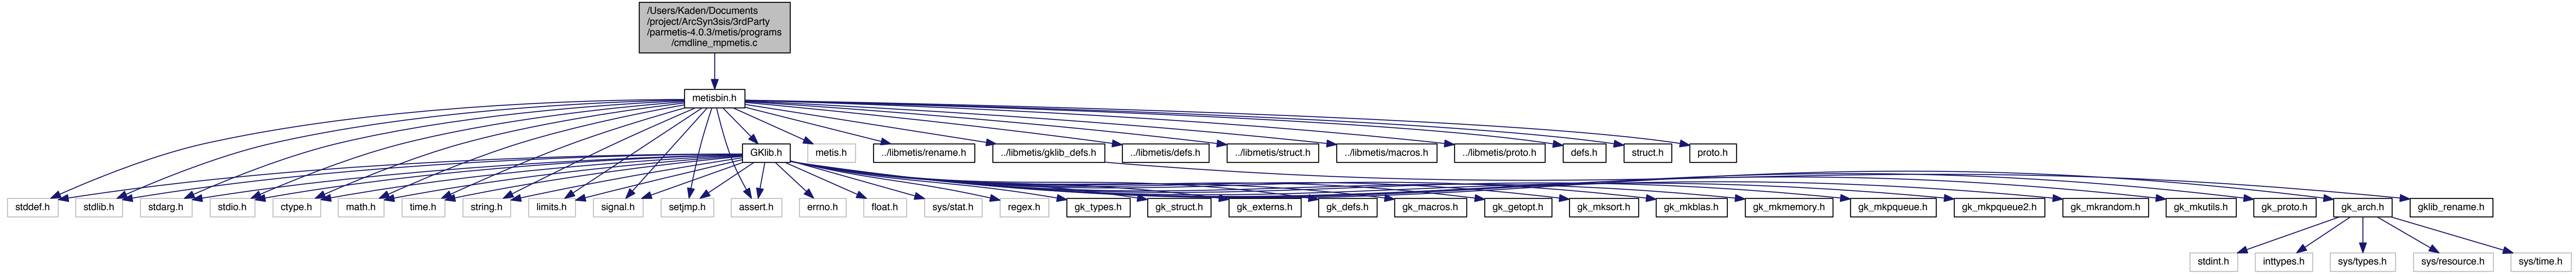 /Users/Kaden/Documents
/project/ArcSyn3sis/3rdParty
/parmetis-4.0.3/metis/programs
/cmdline_mpmetis.c
metisbin.h
GKlib.h
metis.h
../libmetis/rename.h
../libmetis/gklib_defs.h
../libmetis/defs.h
../libmetis/struct.h
../libmetis/macros.h
../libmetis/proto.h
defs.h
struct.h
proto.h
stddef.h
stdlib.h
stdarg.h
stdio.h
ctype.h
math.h
time.h
string.h
limits.h
signal.h
setjmp.h
assert.h
errno.h
float.h
sys/stat.h
regex.h
gk_types.h
gk_struct.h
gk_externs.h
gk_defs.h
gk_macros.h
gk_getopt.h
gk_mksort.h
gk_mkblas.h
gk_mkmemory.h
gk_mkpqueue.h
gk_mkpqueue2.h
gk_mkrandom.h
gk_mkutils.h
gk_proto.h
gk_arch.h
gklib_rename.h
stdint.h
inttypes.h
sys/types.h
sys/resource.h
sys/time.h